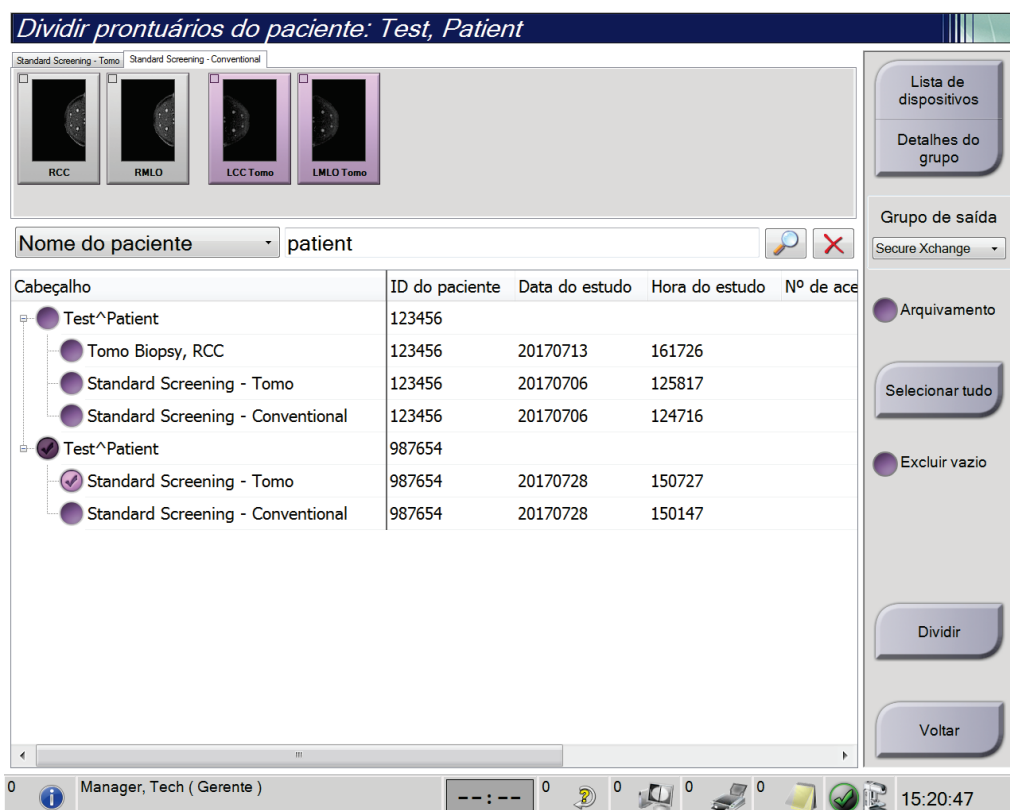 Dividir prontuários do paciente: Test, Patient
Standard Screening - Tomo
Standard Screening - Conventional
RCC
RMLO
LCC Tomo
LMLO Tomo
Lista de
dispositivos
Detalhes do
grupo
Grupo de saída
Secure Xchange
Nome do paciente
patient
Cabeçalho ID do paciente Data do estudo Hora do estudo Nº de ace
Test^Patient 123456
Tomo Biopsy, RCC 123456 20170713 161726
Standard Screening - Tomo 123456 20170706 125817
Standard Screening - Conventional 123456 20170706 124716
Test^Patient 987654
Standard Screening - Tomo 987654 20170728 150727
Standard Screening - Conventional 987654 20170728 150147
Arquivamento
Selecionar tudo
Excluir vazio
Dividir
Voltar
0 Manager, Tech ( Gerente ) --:-- 0 0 0 0 15:20:47